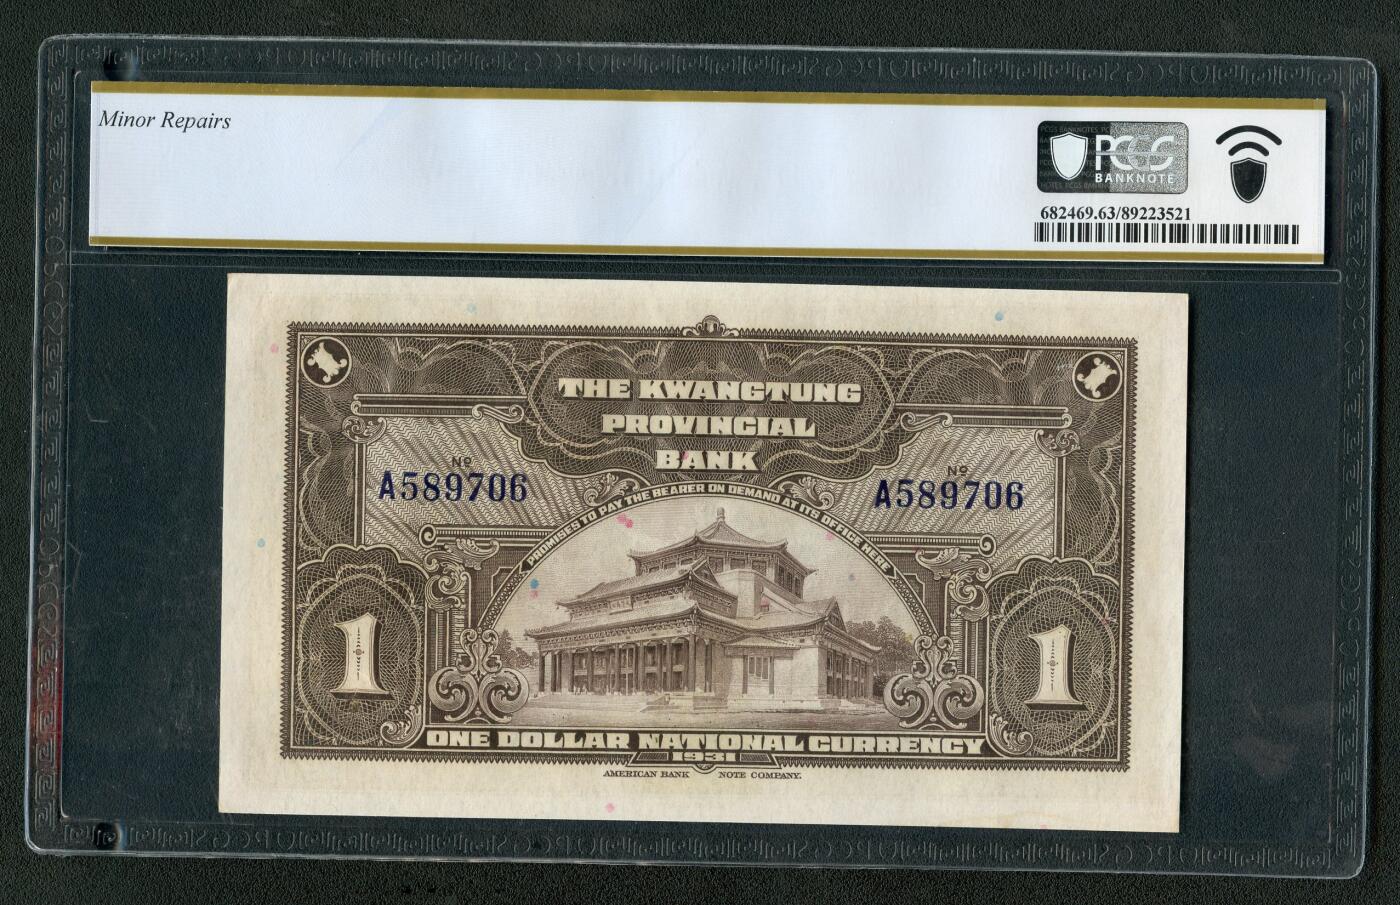 Minor Repairs
PCGS
BANKNOTE
682469.63/89223521
THE KWANGTUNG
PROVINCIAL
BANK
Nº
A589706
Nº
A589706
PROMISES TO PAY THE BEARER ON DEMAND AT ITS OFFICE HERE
1
1
ONE DOLLAR NATIONAL CURRENCY
1931
AMERICAN BANK NOTE COMPANY.